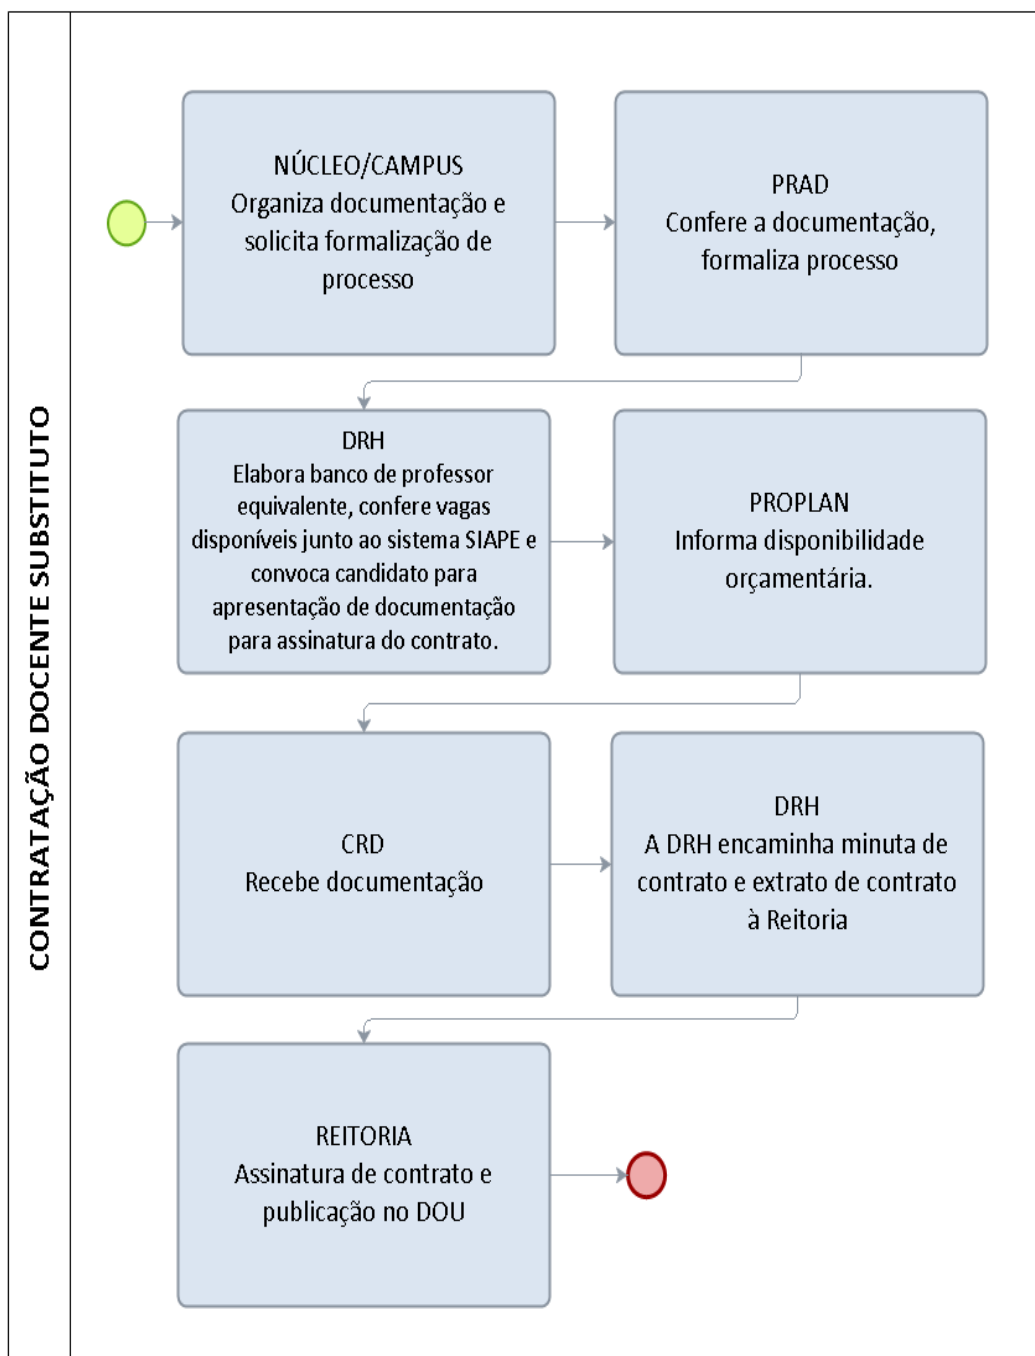 CONTRATAÇÃO DOCENTE SUBSTITUTO
NÚCLEO/CAMPUS
Organiza documentação e
solicita formalização de
processo
PRAD
Confere a documentação,
formaliza processo
DRH
Elabora banco de professor
equivalente, confere vagas
disponíveis junto ao sistema SIAPE e
convoca candidato para
apresentação de documentação
para assinatura do contrato.
PROPLAN
Informa disponibilidade
orçamentária.
CRD
Recebe documentação
DRH
A DRH encaminha minuta de
contrato e extrato de contrato
à Reitoria
REITORIA
Assinatura de contrato e
publicação no DOU